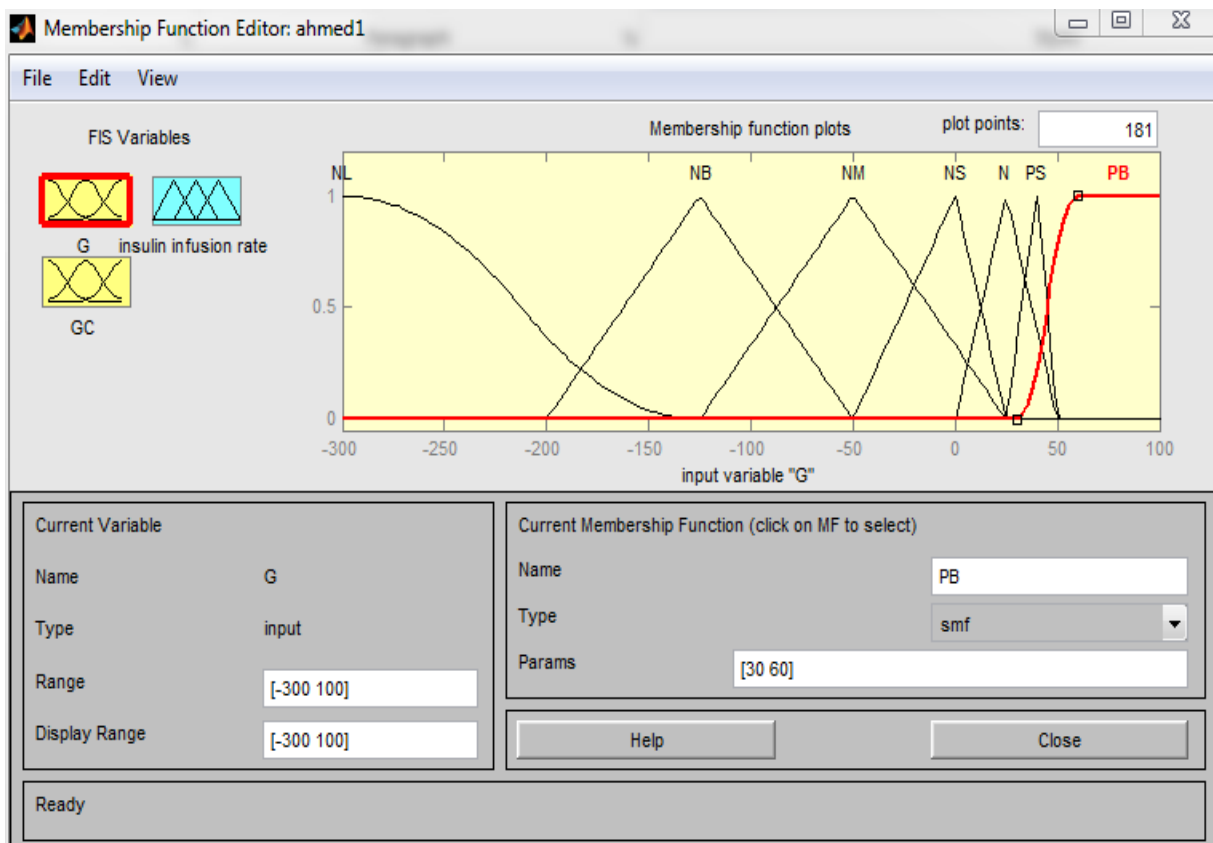 Membership Function Editor: ahmed1
File Edit View
FIS Variables
G
insulin infusion rate
GC
Membership function plots
plot points:
181
NL NB NM NS N PS PB
1
0.5
0
-300 -250 -200 -150 -100 -50 0 50 100
input variable "G"
Current Variable
Name G
Type input
Range [-300 100]
Display Range [-300 100]
Current Membership Function (click on MF to select)
Name PB
Type smf
Params [30 60]
Help Close
Ready